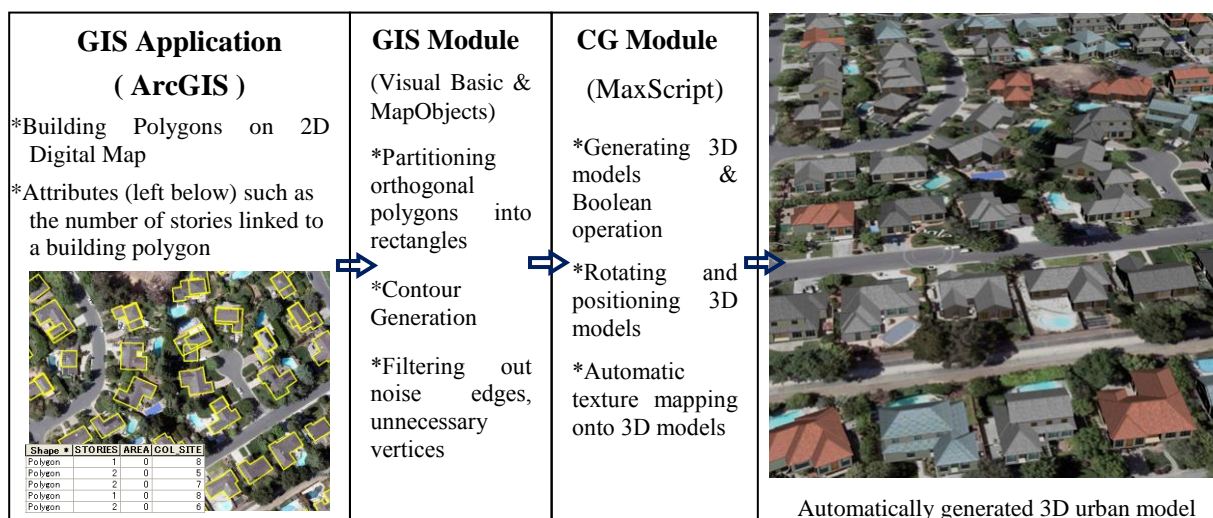 GIS Application
( ArcGIS )
*Building Polygons on 2D
Digital Map
*Attributes (left below) such as
the number of stories linked to
a building polygon
Shape * STORIES AREA COL_SITE
Polygon 1 0 8
Polygon 2 0 5
Polygon 2 0 7
Polygon 1 0 8
Polygon 2 0 6
GIS Module
(Visual Basic &
MapObjects)
*Partitioning
orthogonal
polygons into
rectangles
*Contour
Generation
*Filtering out
noise edges,
unnecessary
vertices
CG Module
(MaxScript)
*Generating 3D
models &
Boolean
operation
*Rotating and
positioning 3D
models
*Automatic
texture mapping
onto 3D models
Automatically generated 3D urban model